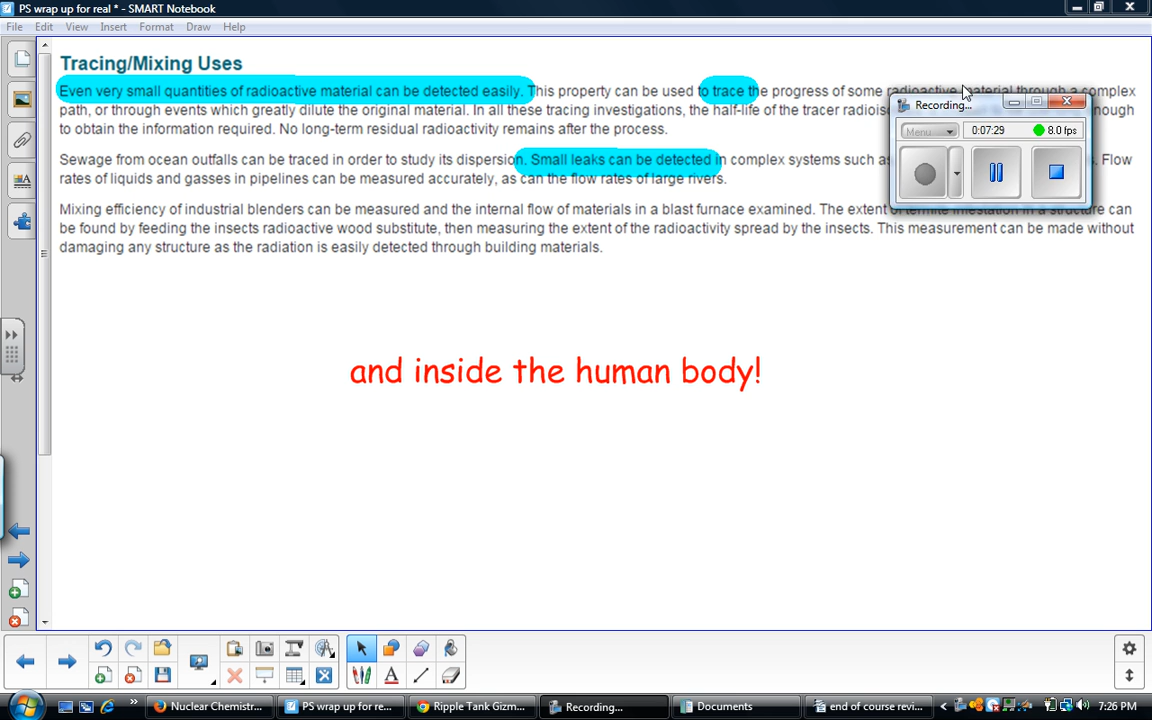 PS wrap up for real * - SMART Notebook
File Edit View Insert Format Draw Help
Tracing/Mixing Uses
Even very small quantities of radioactive material can be detected easily. This property can be used to trace the progress of some radioactive material through a complex
path, or through events which greatly dilute the original material. In all these tracing investigations, the half-life of the tracer radiois
to obtain the information required. No long-term residual radioactivity remains after the process.
Sewage from ocean outfalls can be traced in order to study its dispersion. Small leaks can be detected in complex systems such as Flow
rates of liquids and gasses in pipelines can be measured accurately, as can the flow rates of large rivers.
Mixing efficiency of industrial blenders can be measured and the internal flow of materials in a blast furnace examined. The extent of termite infestation in a structure can
be found by feeding the insects radioactive wood substitute, then measuring the extent of the radioactivity spread by the insects. This measurement can be made without
damaging any structure as the radiation is easily detected through building materials.
Recording...
Menu 0:07:29 8.0 fps
and inside the human body!
Nuclear Chemistr... PS wrap up for re... Ripple Tank Gizm... Recording... Documents end of course revi... 7:26 PM